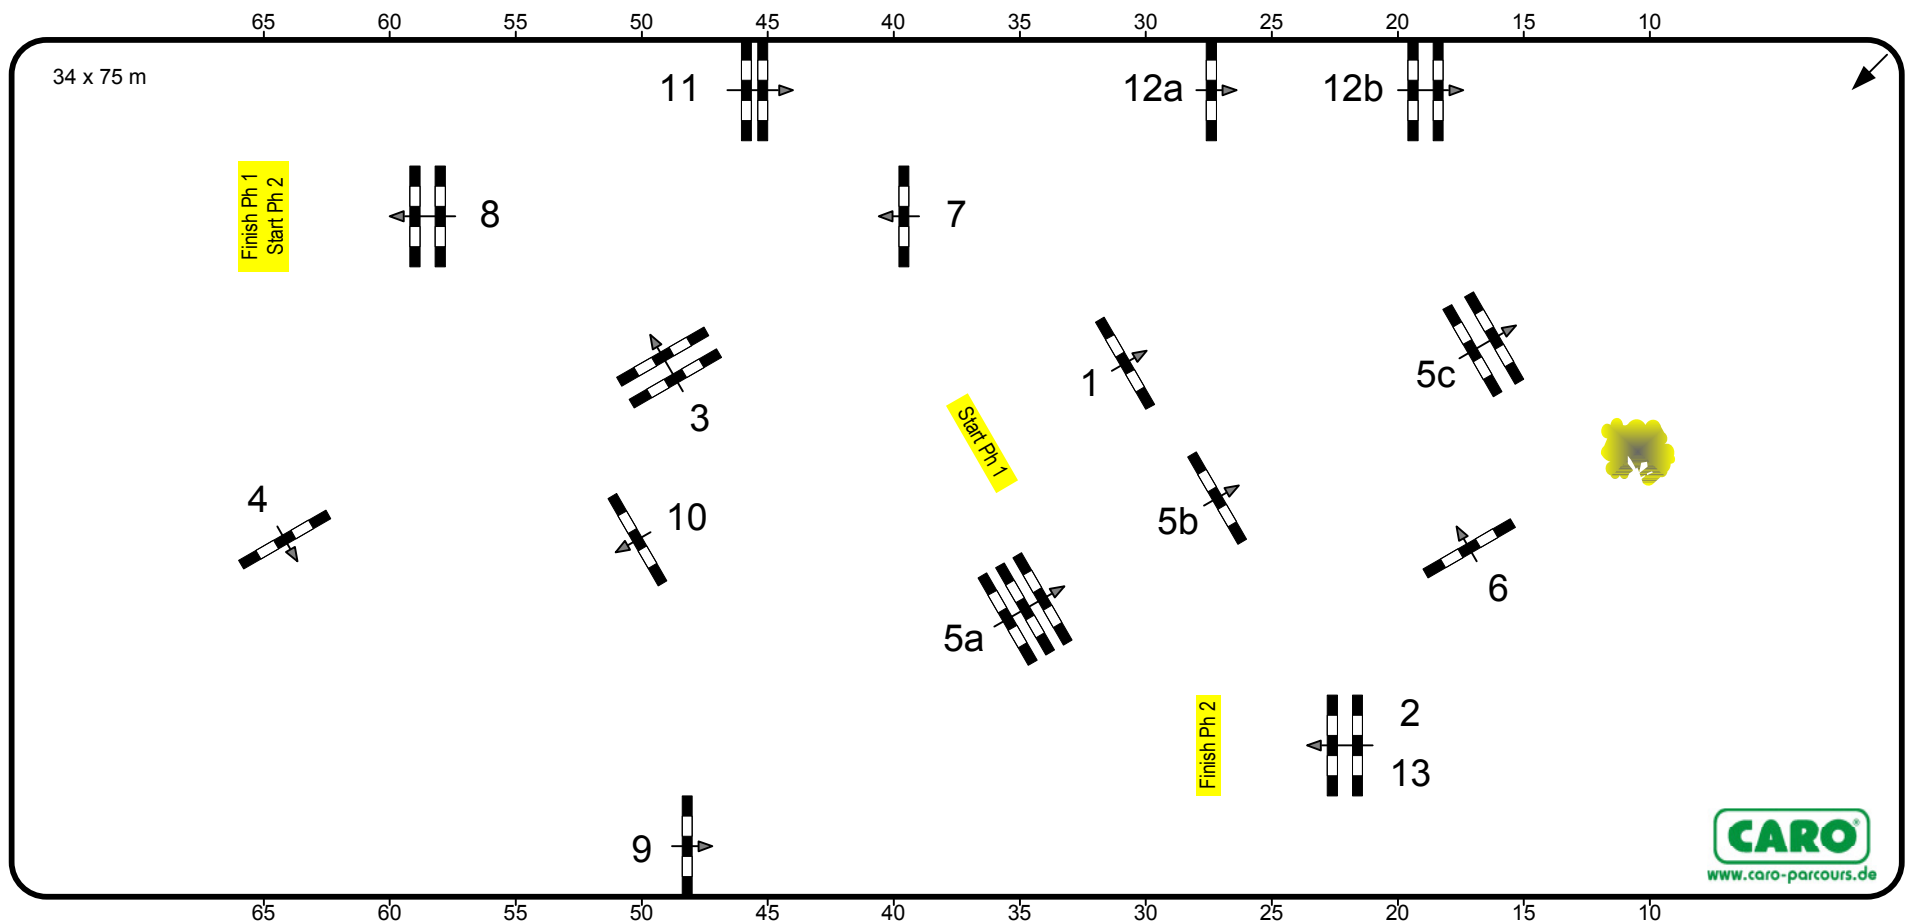 65 60 55 50 45 40 35 30 25 20 15 10
34 x 75 m
11
12a
12b
Finish Ph 1
Start Ph 2
8
7
3
1
5c
Start Ph 1
4
10
5b
6
5a
2
Finish Ph 2
13
9
CARO®
www.caro-parcours.de
65 60 55 50 45 40 35 30 25 20 15 10